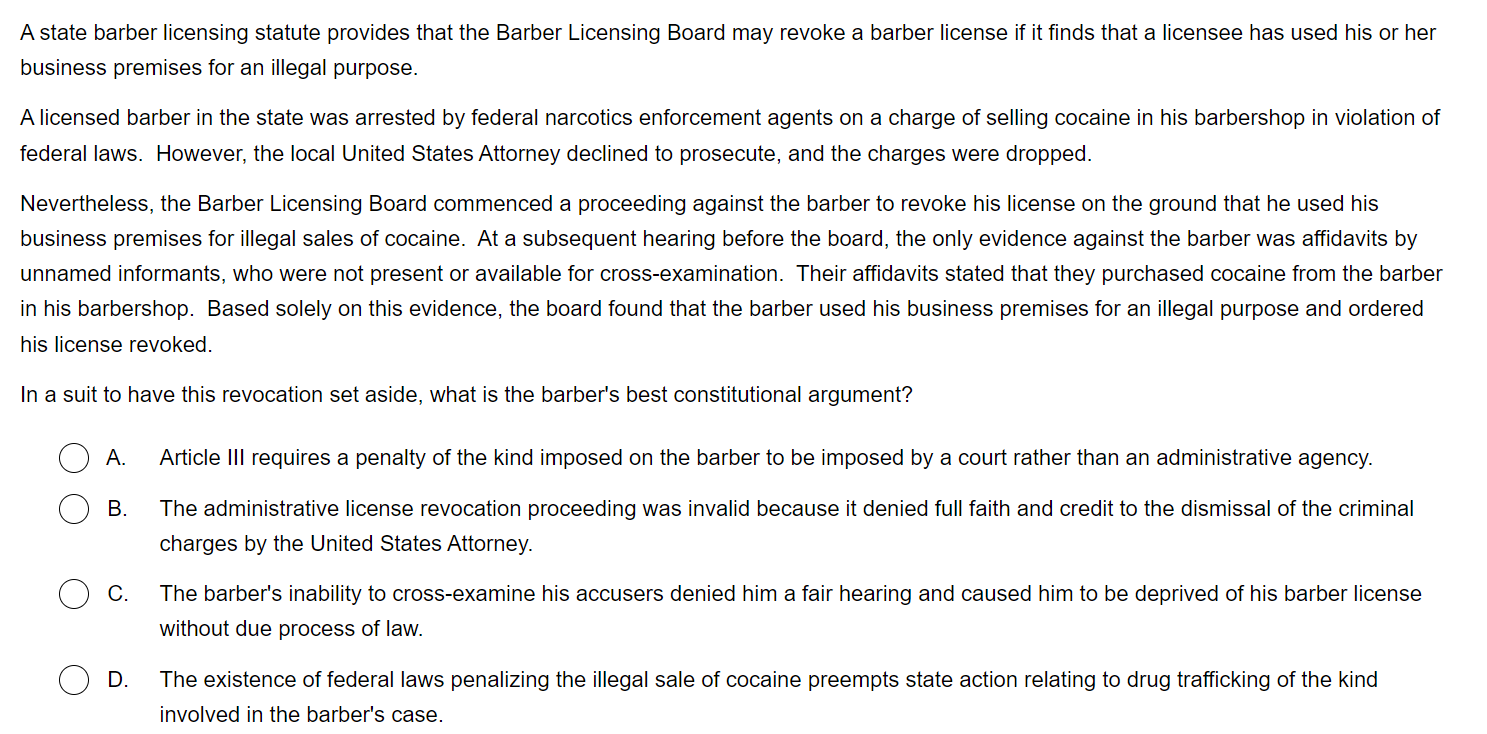 A state barber licensing statute provides that the Barber Licensing Board may revoke a barber license if it finds that a licensee has used his or her
business premises for an illegal purpose.
A licensed barber in the state was arrested by federal narcotics enforcement agents on a charge of selling cocaine in his barbershop in violation of
federal laws.  However, the local United States Attorney declined to prosecute, and the charges were dropped.
Nevertheless, the Barber Licensing Board commenced a proceeding against the barber to revoke his license on the ground that he used his
business premises for illegal sales of cocaine.  At a subsequent hearing before the board, the only evidence against the barber was affidavits by
unnamed informants, who were not present or available for cross-examination.  Their affidavits stated that they purchased cocaine from the barber
in his barbershop.  Based solely on this evidence, the board found that the barber used his business premises for an illegal purpose and ordered
his license revoked.
In a suit to have this revocation set aside, what is the barber's best constitutional argument?
A. Article III requires a penalty of the kind imposed on the barber to be imposed by a court rather than an administrative agency.
B. The administrative license revocation proceeding was invalid because it denied full faith and credit to the dismissal of the criminal
charges by the United States Attorney.
C. The barber's inability to cross-examine his accusers denied him a fair hearing and caused him to be deprived of his barber license
without due process of law.
D. The existence of federal laws penalizing the illegal sale of cocaine preempts state action relating to drug trafficking of the kind
involved in the barber's case.